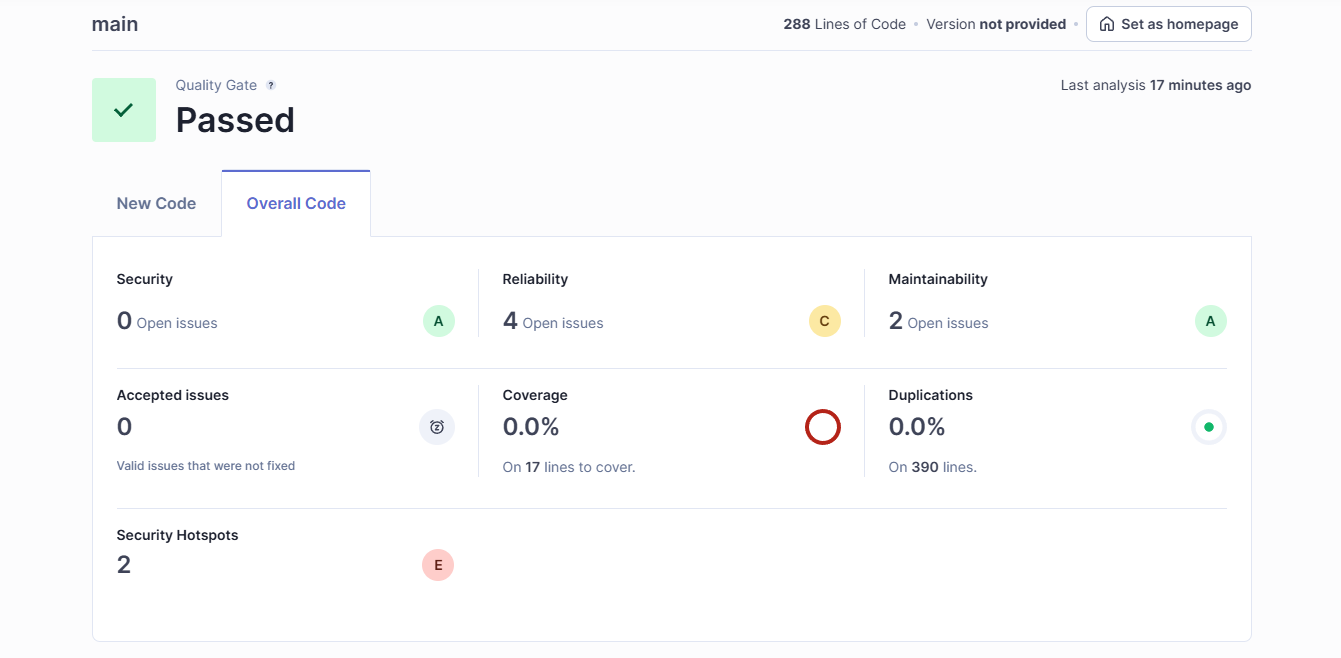 main
288 Lines of Code • Version not provided • Set as homepage
Quality Gate ?
Last analysis 17 minutes ago
Passed
New Code
Overall Code
Security
0 Open issues
A
Reliability
4 Open issues
C
Maintainability
2 Open issues
A
Accepted issues
0
Valid issues that were not fixed
Coverage
0.0%
On 17 lines to cover.
Duplications
0.0%
On 390 lines.
Security Hotspots
2
E